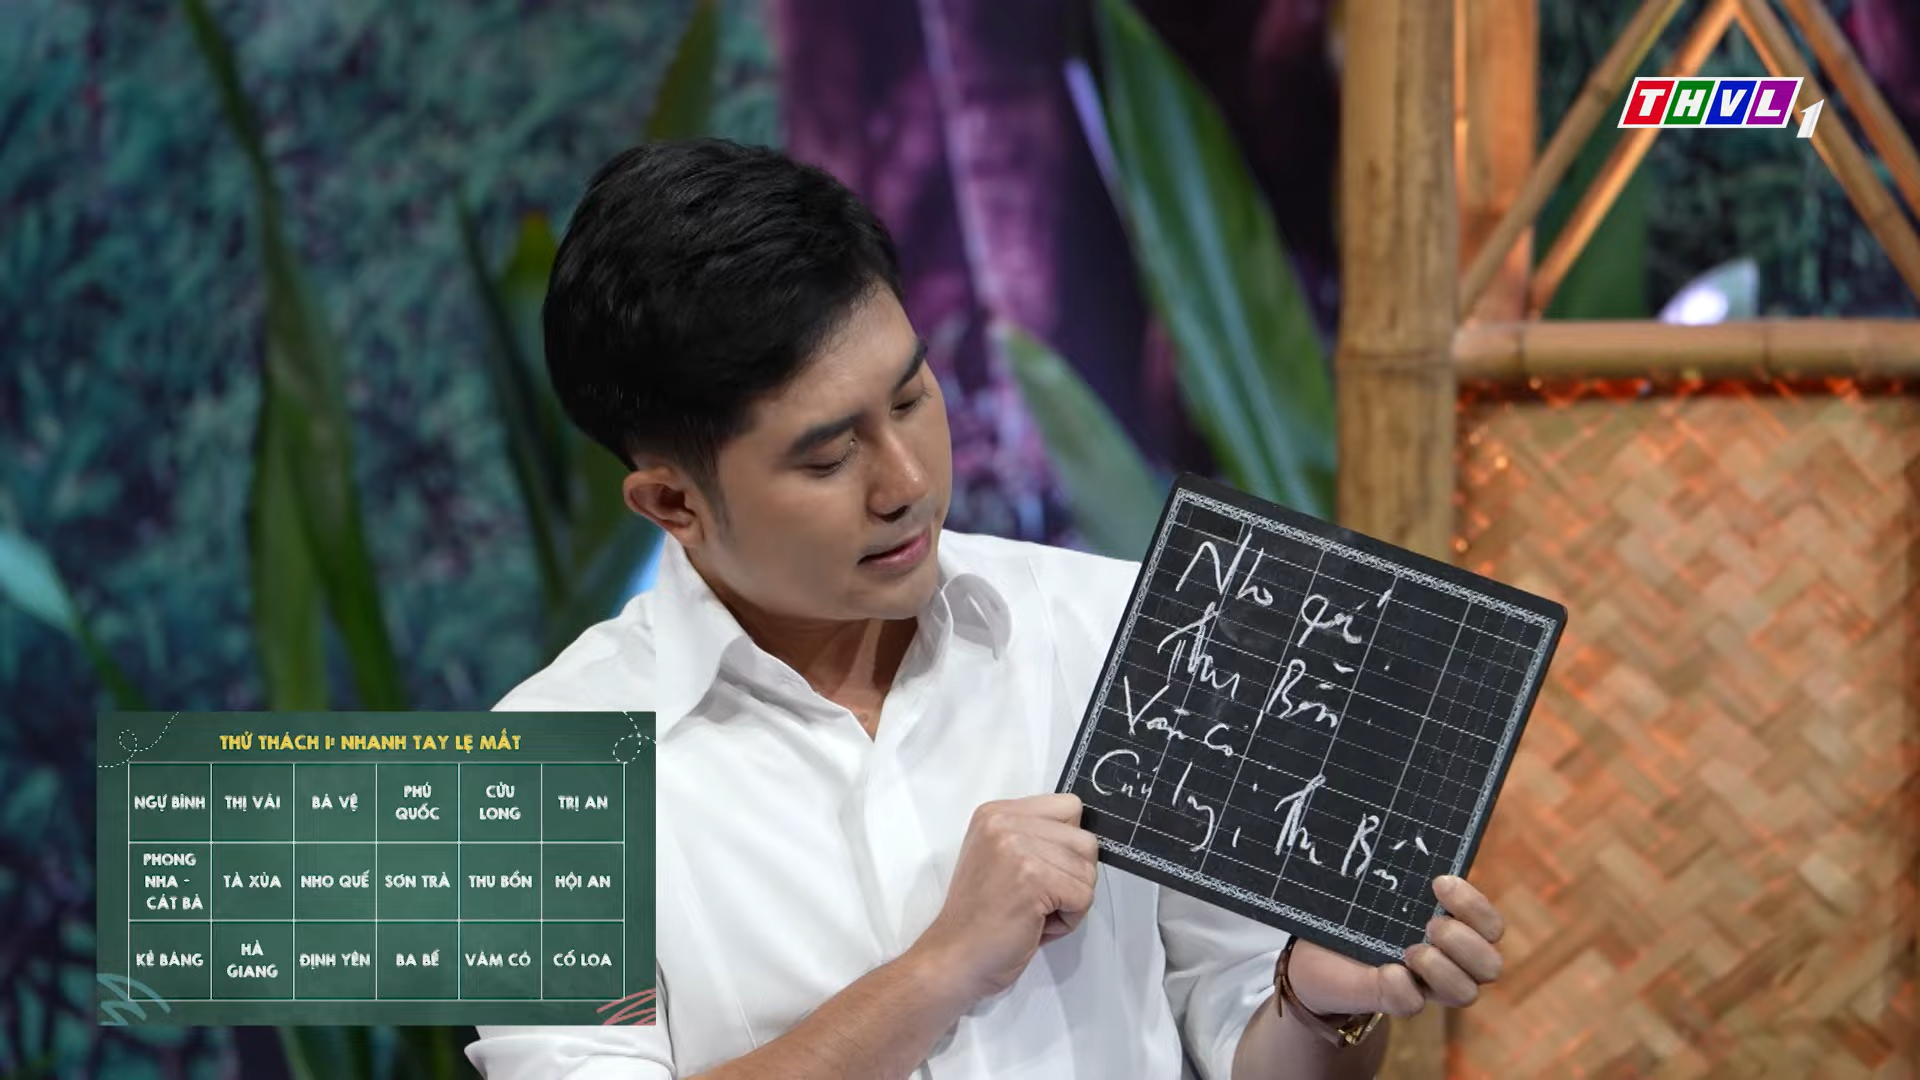 THVL1
Nho quế
Thu Bồn
Vàm cỏ
Cửu long, Thu Bồn
THỬ THÁCH 1: NHANH TAY LẸ MẮT
NGỰ BÌNH THỊ VẢI BÀ VỆ PHÚ QUỐC CỬU LONG TRỊ AN
PHONG NHA - CÁT BÀ TÀ XÙA NHO QUẾ SƠN TRÀ THU BỒN HỘI AN
KẺ BÀNG HÀ GIANG ĐỊNH YÊN BA BỂ VÀM CỎ CỔ LOA